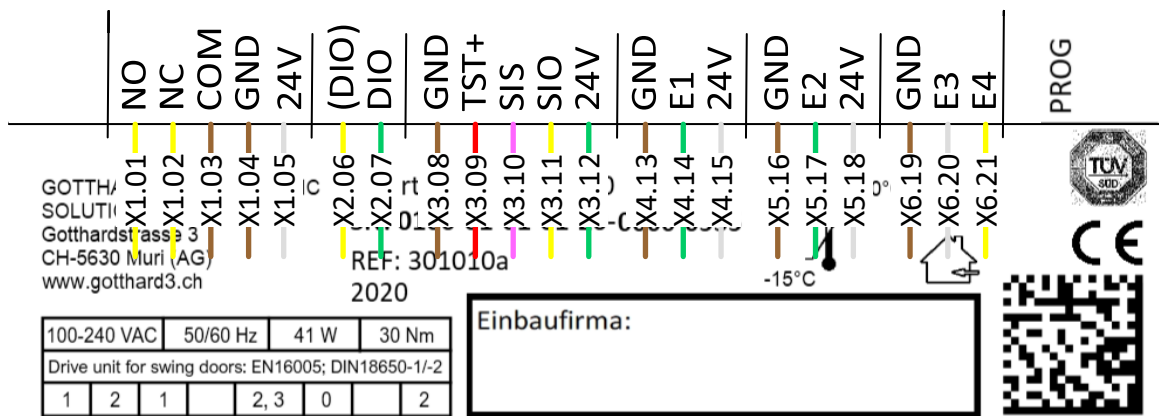 NO NC COM GND 24V (DIO) DIO GND TST+ SIS SIO 24V GND E1 24V GND E2 24V GND E3 E4 PROG
X1.01 X1.02 X1.03 X1.04 X1.05 X2.06 X2.07 X3.08 X3.09 X3.10 X3.11 X3.12 X4.13 X4.14 X4.15 X5.16 X5.17 X5.18 X6.19 X6.20 X6.21
TÜV
SÜD
Gotthardstrasse 3
CH-5630 Muri (AG)
www.gotthard3.ch
REF: 301010a
2020
-15°C
CE
100-240 VAC 50/60 Hz 41 W 30 Nm
Drive unit for swing doors: EN16005; DIN18650-1/-2
1 2 1 2, 3 0 2
Einbaufirma: